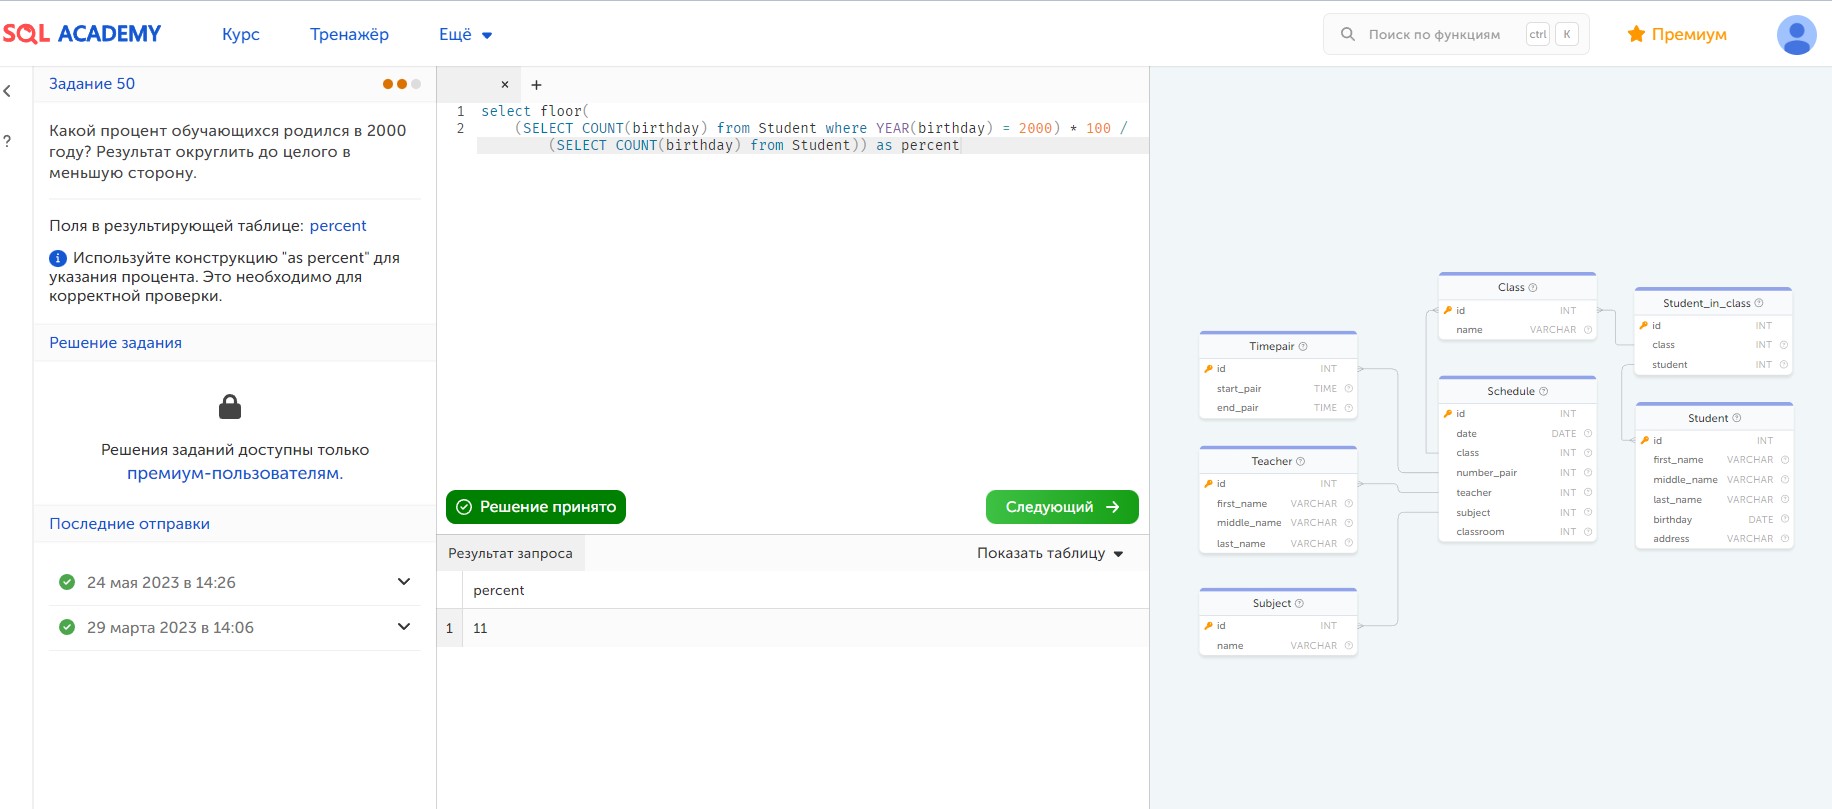 SQL ACADEMY
Курс
Тренажёр
Ещё
Поиск по функциям
ctrl
K
Премиум
Задание 50
Какой процент обучающихся родился в 2000
году? Результат округлить до целого в
меньшую сторону.
Поля в результирующей таблице: percent
Используйте конструкцию "as percent" для
указания процента. Это необходимо для
корректной проверки.
Решение задания
Решения заданий доступны только
премиум-пользователям.
Последние отправки
24 мая 2023 в 14:26
29 марта 2023 в 14:06
?
× +
1 select floor(
2 (SELECT COUNT(birthday) from Student where YEAR(birthday) = 2000) * 100 /
(SELECT COUNT(birthday) from Student)) as percent
Решение принято
Следующий
Результат запроса
Показать таблицу
percent
1 11
Timepair
id INT
start_pair TIME
end_pair TIME
Teacher
id INT
first_name VARCHAR
middle_name VARCHAR
last_name VARCHAR
Subject
id INT
name VARCHAR
Class
id INT
name VARCHAR
Schedule
id INT
date DATE
class INT
number_pair INT
teacher INT
subject INT
classroom INT
Student_in_class
id INT
class INT
student INT
Student
id INT
first_name VARCHAR
middle_name VARCHAR
last_name VARCHAR
birthday DATE
address VARCHAR